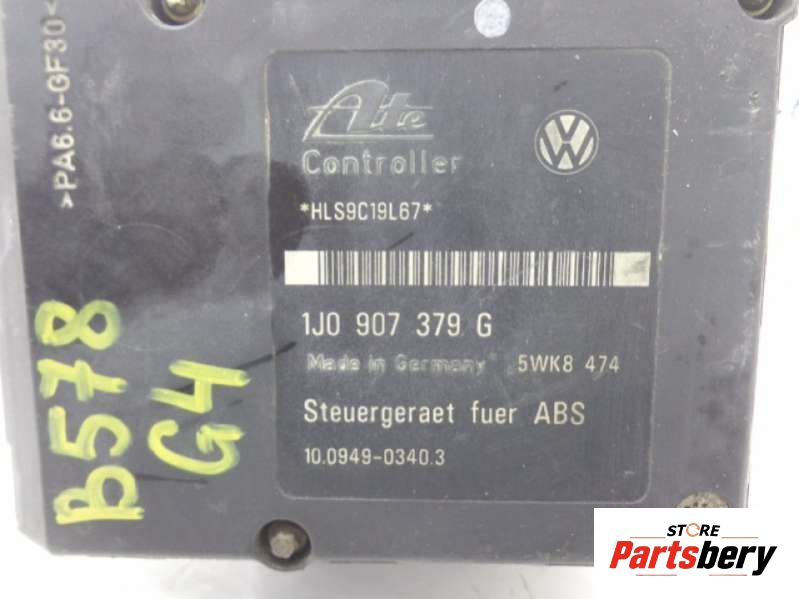 >PA6.6-GF30<
Ate
Controller
*HLS9C19L67*
1J0 907 379 G
Made in Germany 5WK8 474
Steuergeraet fuer ABS
10.0949-0340.3
B578
G4
STORE
Partsbery